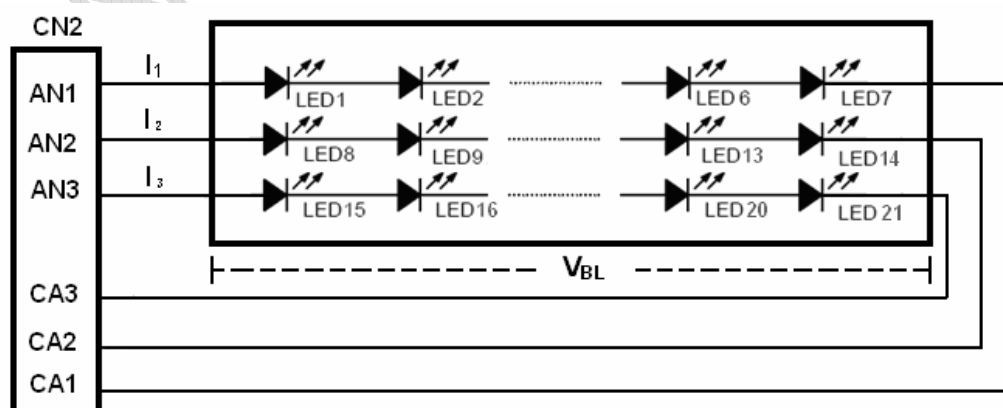 CN2
AN1 I1 LED1 LED2 LED 6 LED7
AN2 I2 LED8 LED9 LED13 LED14
AN3 I3 LED15 LED16 LED20 LED 21
VBL
CA3
CA2
CA1